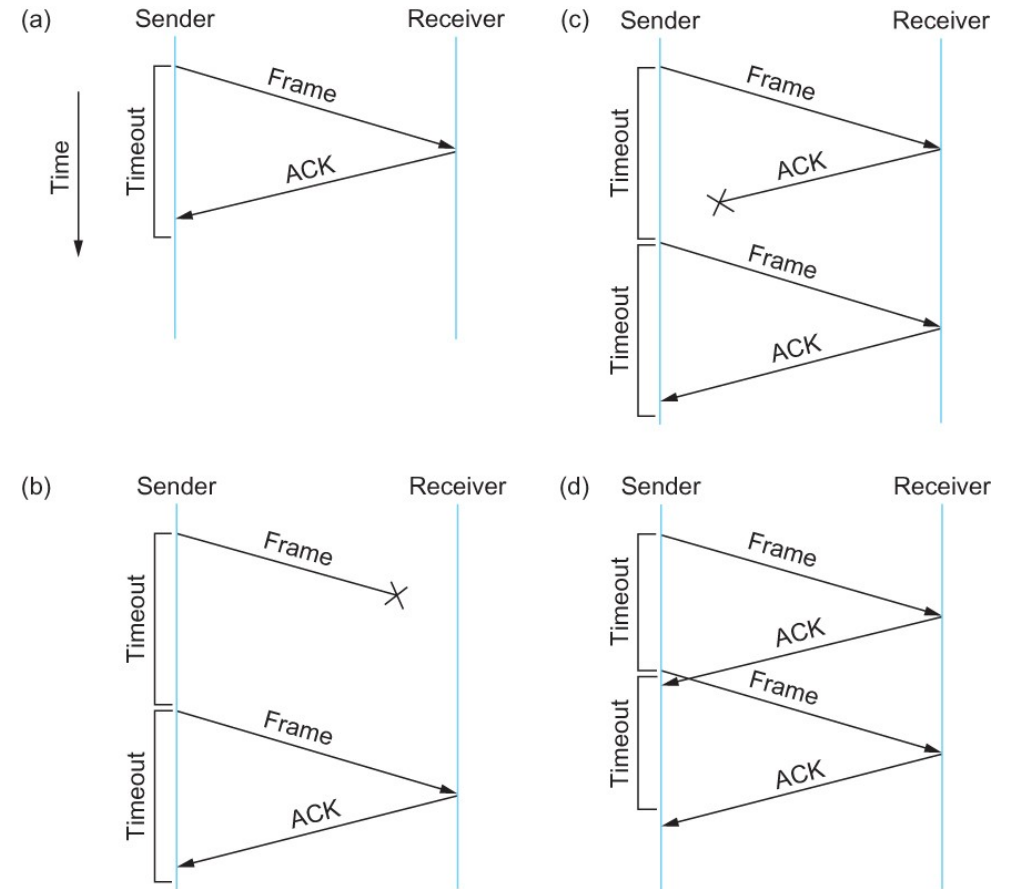 (a)
Sender
Receiver
Time
Timeout
Frame
ACK
(c)
Sender
Receiver
Timeout
Frame
ACK
Timeout
Frame
ACK
(b)
Sender
Receiver
Timeout
Frame
Timeout
Frame
ACK
(d)
Sender
Receiver
Timeout
Frame
ACK
Timeout
Frame
ACK